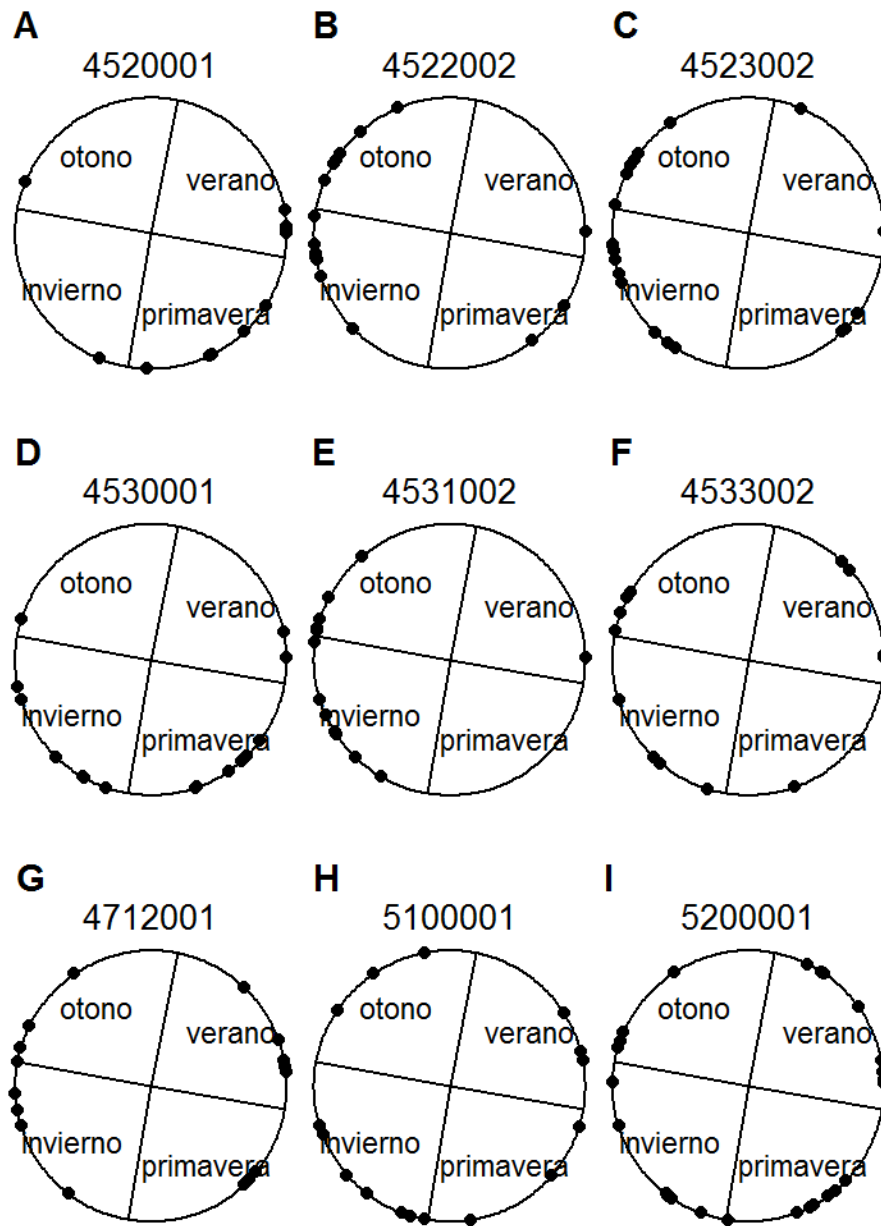 A B C
4520001 4522002 4523002
otono otono otono
verano verano verano
invierno invierno invierno
primavera primavera primavera
D E F
4530001 4531002 4533002
otono otono otono
verano verano verano
invierno invierno invierno
primavera primavera primavera
G H I
4712001 5100001 5200001
otono otono otono
verano verano verano
invierno invierno invierno
primavera primavera primavera